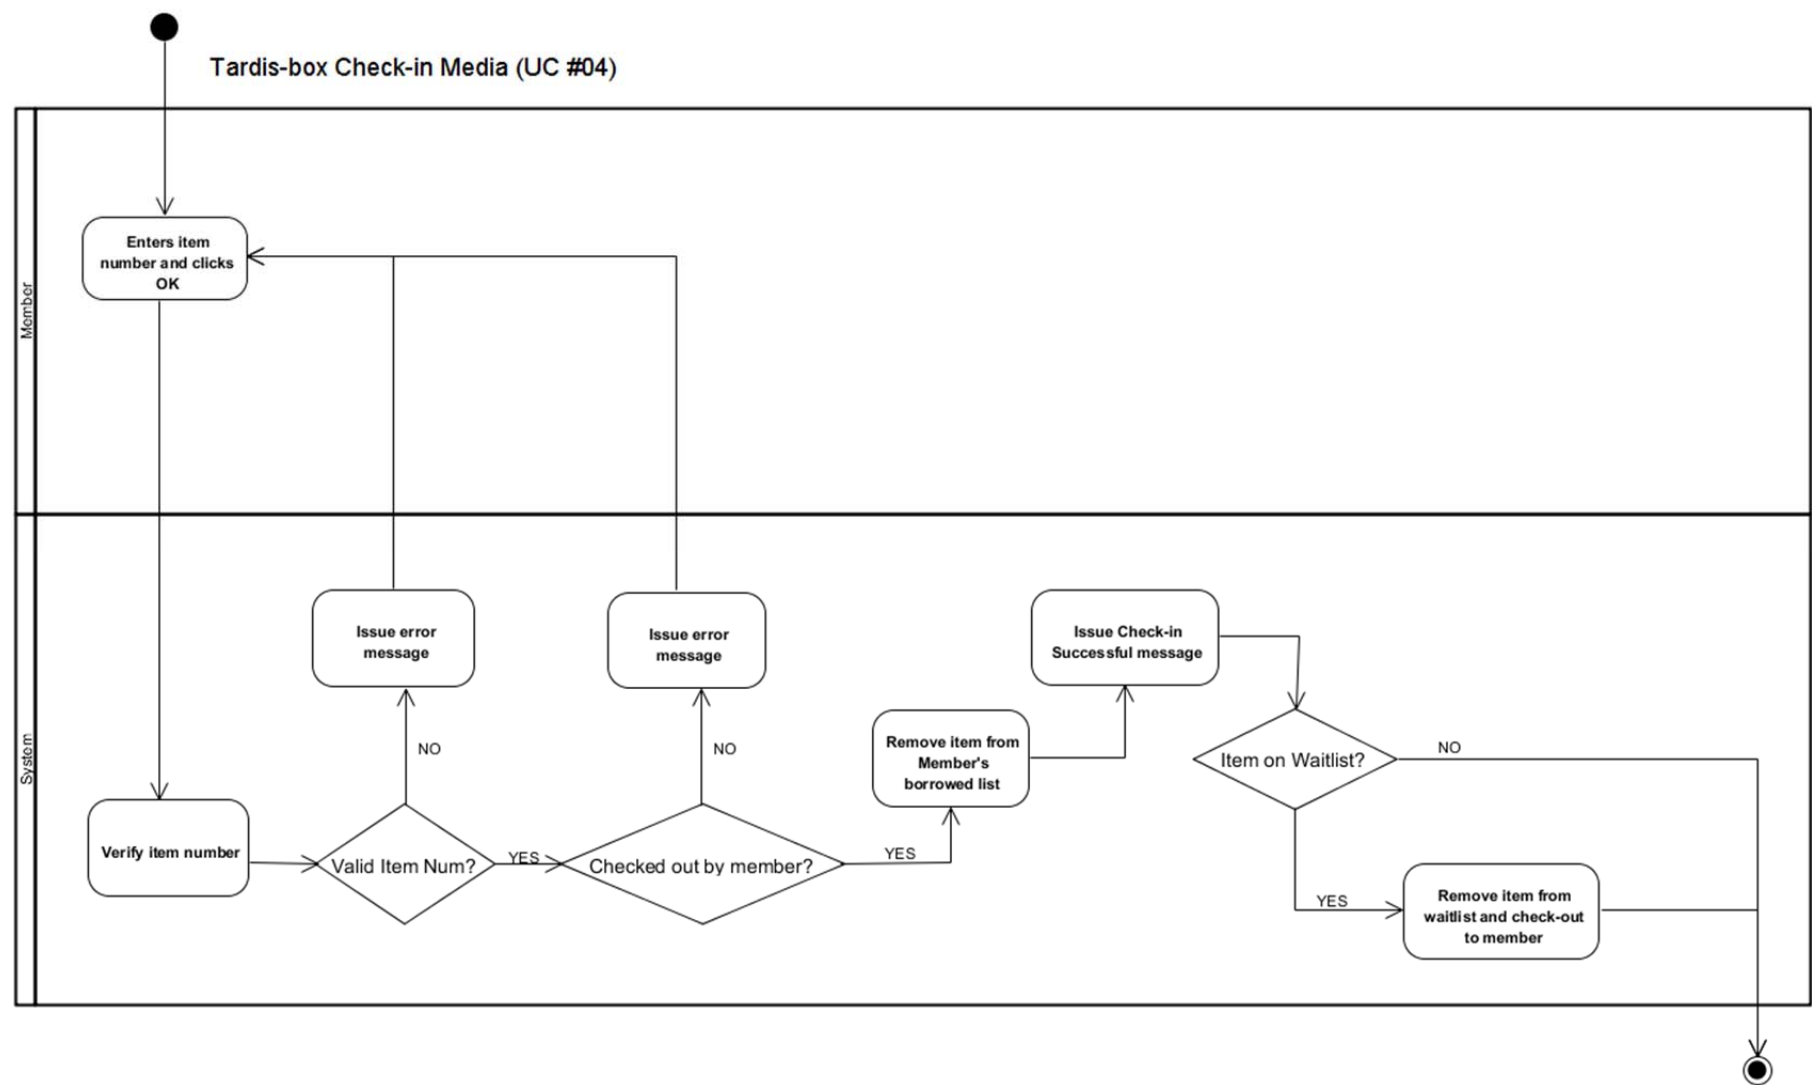 Tardis-box Check-in Media (UC #04)
Member
Enters item
number and clicks
OK
System
Issue error
message
Issue error
message
Issue Check-in
Successful message
NO
NO
Remove item from
Member's
borrowed list
Item on Waitlist?
NO
Verify item number
Valid Item Num?
YES
Checked out by member?
YES
YES
Remove item from
waitlist and check-out
to member